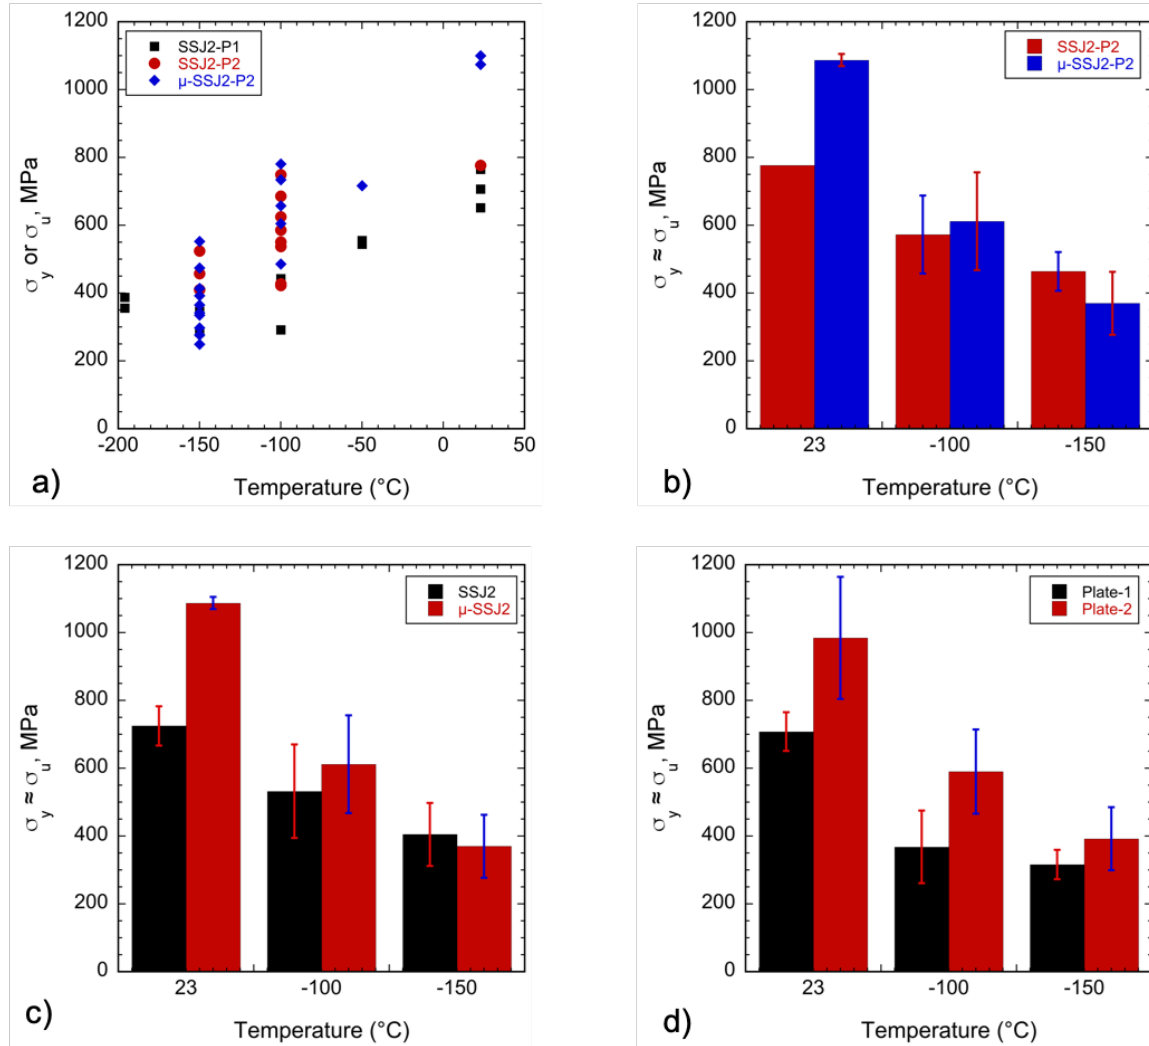 1200
1000
800
600
400
200
0
σy or σu, MPa
SSJ2-P1
SSJ2-P2
μ-SSJ2-P2
-200 -150 -100 -50 0 50
Temperature (°C)
a)
1200
1000
800
600
400
200
0
σy ≈ σu, MPa
SSJ2-P2
μ-SSJ2-P2
23 -100 -150
Temperature (°C)
b)
1200
1000
800
600
400
200
0
σy ≈ σu, MPa
SSJ2
μ-SSJ2
23 -100 -150
Temperature (°C)
c)
1200
1000
800
600
400
200
0
σy ≈ σu, MPa
Plate-1
Plate-2
23 -100 -150
Temperature (°C)
d)